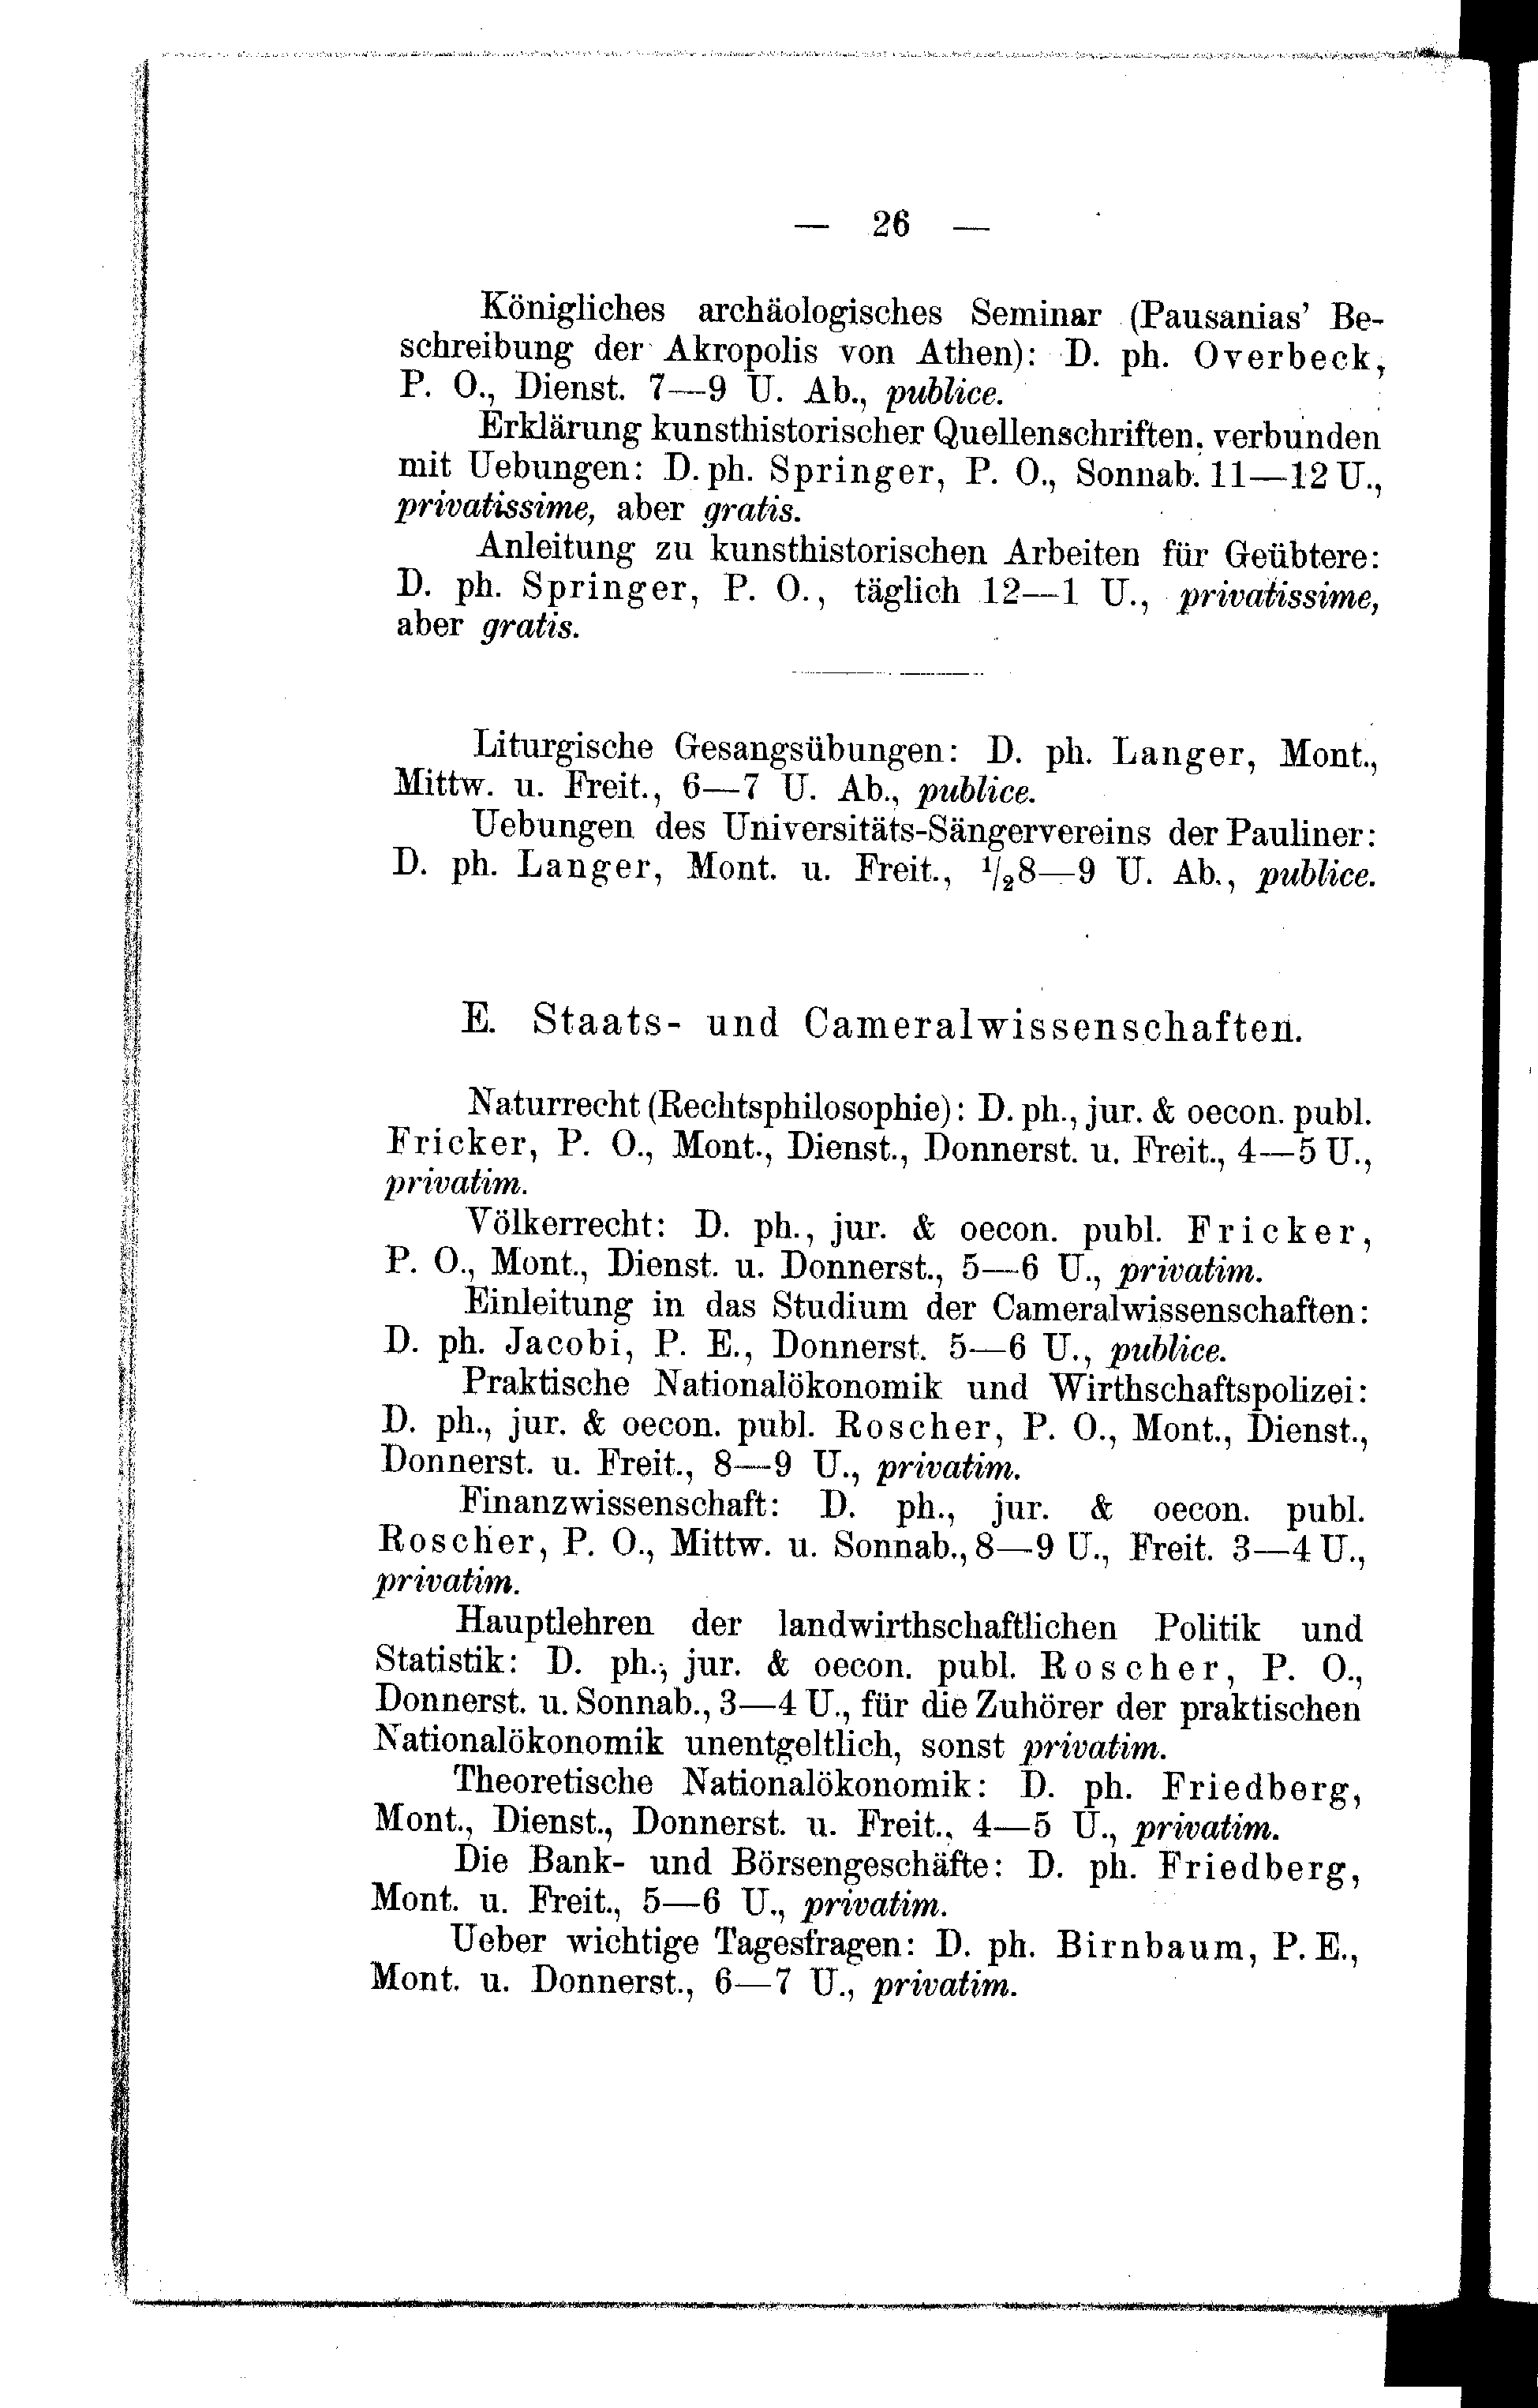 — 26 —
Königliches archäologisches Seminar (Pausanias' Be-
schreibung der Akropolis von Athen): D. ph. Overbeck,
P. O., Dienst. 7—9 U. Ab., publice.
Erklärung kunsthistorischer Quellenschriften, verbunden
mit Uebungen: D. ph. Springer, P. O., Sonnab. 11—12 U.,
privatissime, aber gratis.
Anleitung zu kunsthistorischen Arbeiten für Geübtere:
D. ph. Springer, P. O., täglich 12—1 U., privatissime,
aber gratis.
Liturgische Gesangsübungen: D. ph. Langer, Mont.,
Mittw. u. Freit., 6—7 U. Ab., publice.
Uebungen des Universitäts-Sängervereins der Pauliner:
D. ph. Langer, Mont. u. Freit., 1/28—9 U. Ab., publice.
E. Staats- und Cameralwissenschaften.
Naturrecht (Rechtsphilosophie): D. ph., jur. & oecon. publ.
Fricker, P. O., Mont., Dienst., Donnerst. u. Freit., 4—5 U.,
privatim.
Völkerrecht: D. ph., jur. & oecon. publ. Fricker,
P. O., Mont., Dienst. u. Donnerst., 5—6 U., privatim.
Einleitung in das Studium der Cameralwissenschaften:
D. ph. Jacobi, P. E., Donnerst. 5—6 U., publice.
Praktische Nationalökonomik und Wirthschaftspolizei:
D. ph., jur. & oecon. publ. Roscher, P. O., Mont., Dienst.,
Donnerst. u. Freit., 8—9 U., privatim.
Finanzwissenschaft: D. ph., jur. & oecon. publ.
Roscher, P. O., Mittw. u. Sonnab., 8—9 U., Freit. 3—4 U.,
privatim.
Hauptlehren der landwirthschaftlichen Politik und
Statistik: D. ph., jur. & oecon. publ. Roscher, P. O.,
Donnerst. u. Sonnab., 3—4 U., für die Zuhörer der praktischen
Nationalökonomik unentgeltlich, sonst privatim.
Theoretische Nationalökonomik: D. ph. Friedberg,
Mont., Dienst., Donnerst. u. Freit., 4—5 U., privatim.
Die Bank- und Börsengeschäfte: D. ph. Friedberg,
Mont. u. Freit., 5—6 U., privatim.
Ueber wichtige Tagesfragen: D. ph. Birnbaum, P. E.,
Mont. u. Donnerst., 6—7 U., privatim.